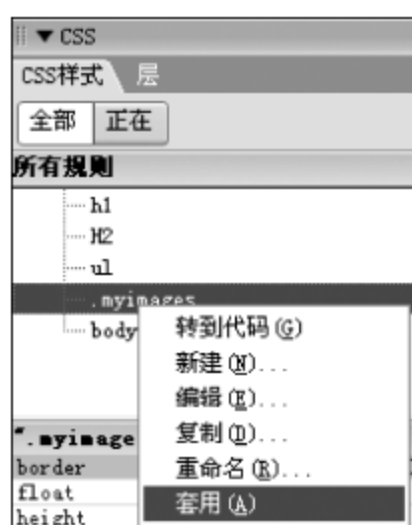 ▼ CSS
CSS样式 层
全部 正在
所有规则
h1
H2
ul
.myimages
body
转到代码(G)
新建(N)...
编辑(E)...
复制(D)...
重命名(R)...
套用(A)
".myimage
border
float
height